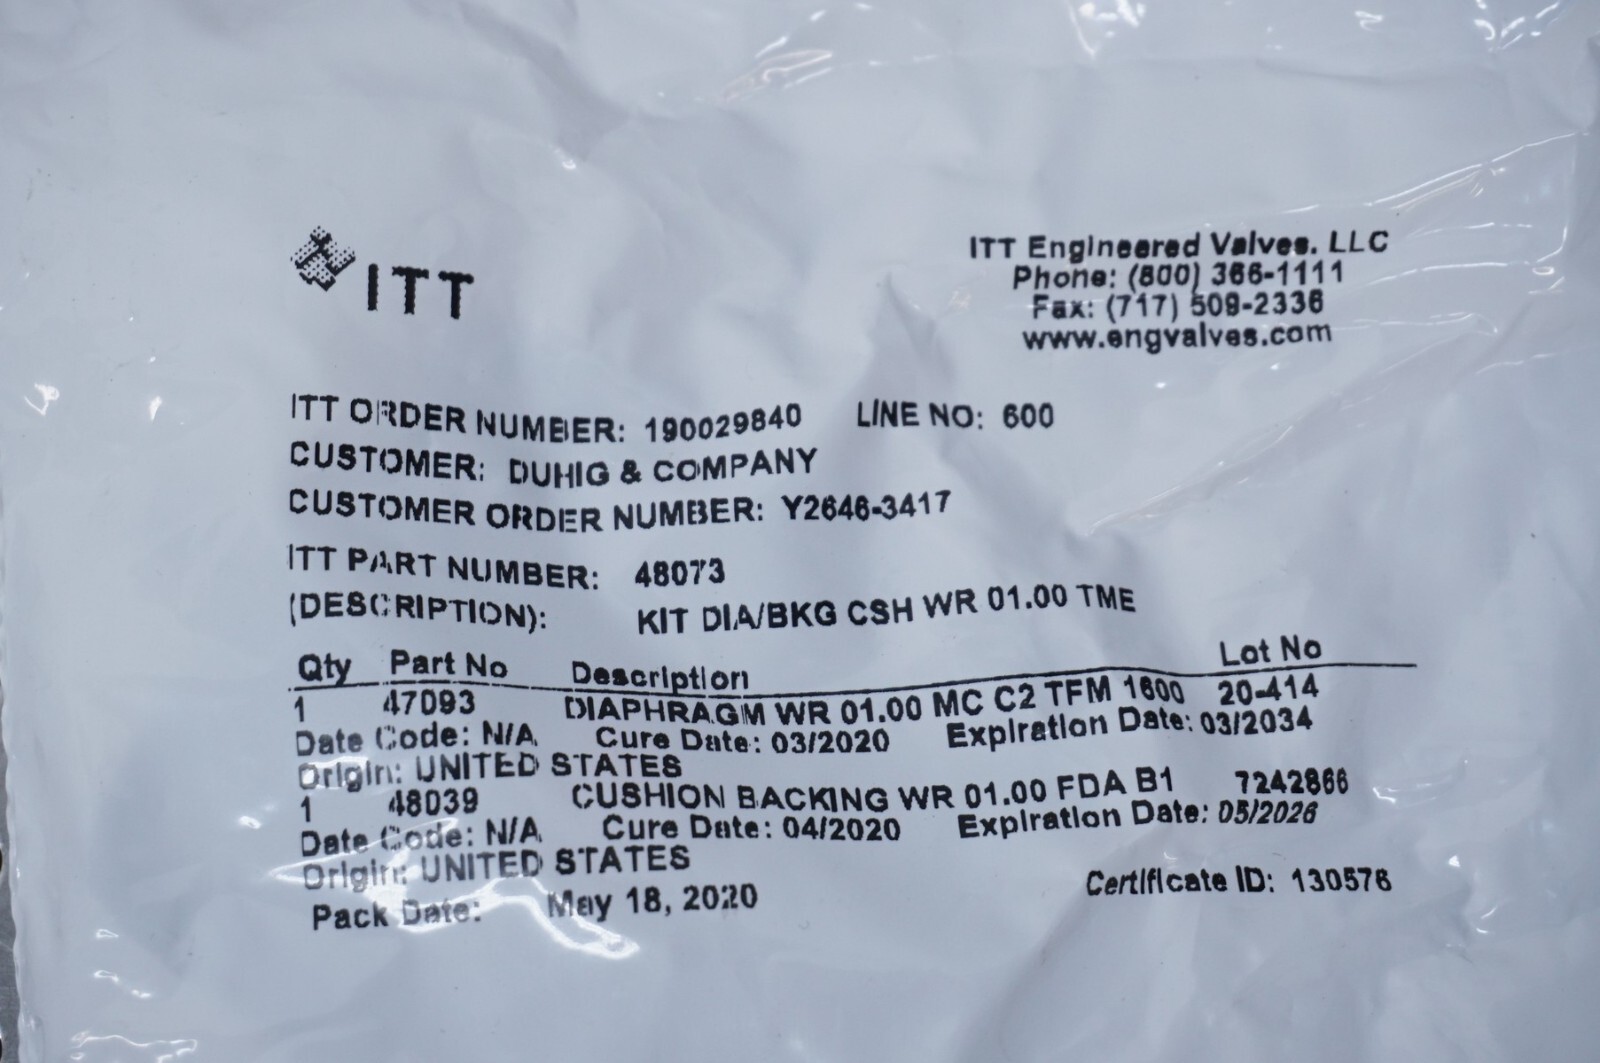 ITT
ITT Engineered Valves, LLC
Phone: (800) 366-1111
Fax: (717) 509-2336
www.engvalves.com
ITT ORDER NUMBER: 190029840 LINE NO: 600
CUSTOMER: DUHIG & COMPANY
CUSTOMER ORDER NUMBER: Y2646-3417
ITT PART NUMBER: 48073
(DESCRIPTION): KIT DIA/BKG CSH WR 01.00 TME
Qty Part No Description Lot No
1 47093 DIAPHRAGM WR 01.00 MC C2 TFM 1600 20-414
Date Code: N/A Cure Date: 03/2020 Expiration Date: 03/2034
Origin: UNITED STATES
1 48039 CUSHION BACKING WR 01.00 FDA B1 7242866
Date Code: N/A Cure Date: 04/2020 Expiration Date: 05/2026
Origin: UNITED STATES
Pack Date: May 18, 2020
Certificate ID: 130576